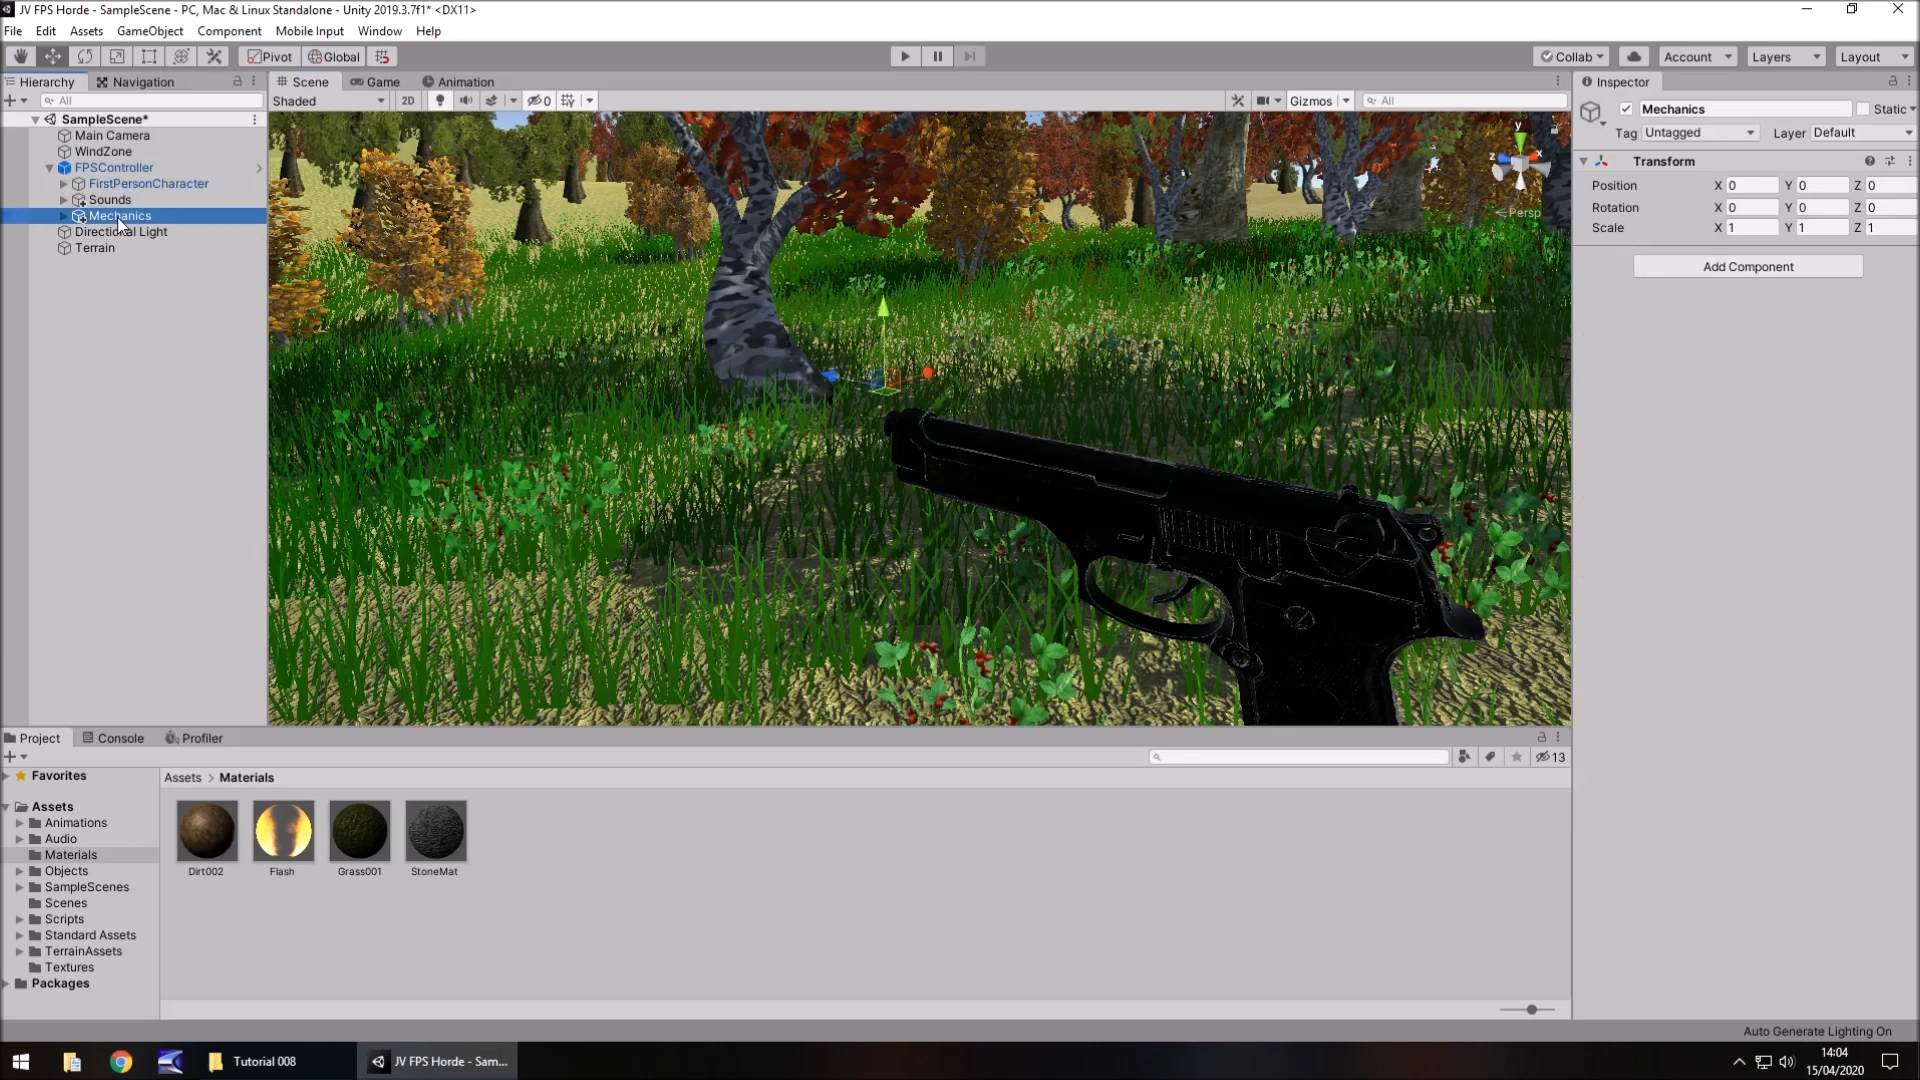 JV FPS Horde - SampleScene - PC, Mac & Linux Standalone - Unity 2019.3.7f1* <DX11>
File Edit Assets GameObject Component Mobile Input Window Help
Pivot Global Collab Account Layers Layout
Hierarchy Navigation Scene Game Animation Inspector
All Shaded 2D 0 Gizmos All
SampleScene*
Main Camera
WindZone
FPSController
FirstPersonCharacter
Sounds
Mechanics
Directional Light
Terrain
y
z x
Persp
Mechanics Static
Tag Untagged Layer Default
Transform
Position X 0 Y 0 Z 0
Rotation X 0 Y 0 Z 0
Scale X 1 Y 1 Z 1
Add Component
Project Console Profiler
13
Favorites
Assets
Animations
Audio
Materials
Objects
SampleScenes
Scenes
Scripts
Standard Assets
TerrainAssets
Textures
Packages
Assets > Materials
Dirt002 Flash Grass001 StoneMat
Auto Generate Lighting On
Tutorial 008 JV FPS Horde - Sam...
14:04
15/04/2020